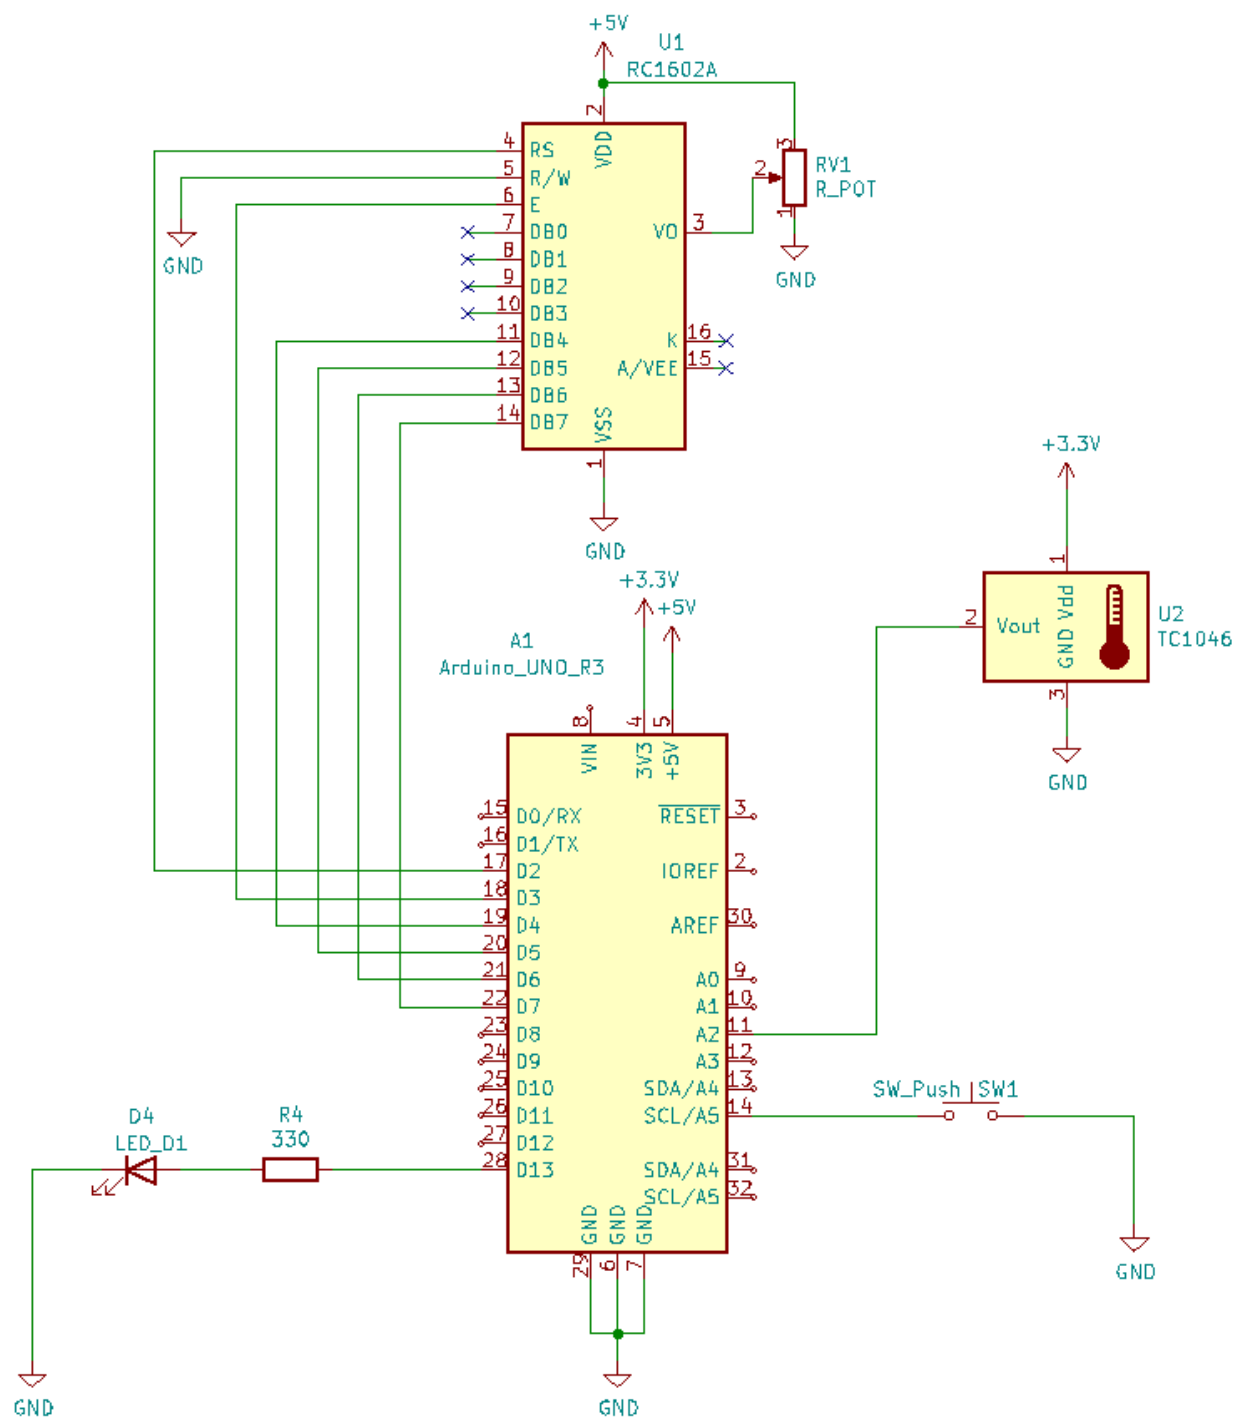 +5V
U1
RC1602A
2
VDD
4 RS
5 R/W
6 E
7 DB0
8 DB1
9 DB2
10 DB3
11 DB4
12 DB5
13 DB6
14 DB7
VO 3
K 16
A/VEE 15
VSS
1
GND
GND
3
2
1
RV1
R_POT
GND
+3.3V
1
2 Vout
GND Vdd
3
U2
TC1046
GND
+3.3V
+5V
A1
Arduino_UNO_R3
8
4
5
VIN
3V3
+5V
15 D0/RX
16 D1/TX
17 D2
18 D3
19 D4
20 D5
21 D6
22 D7
23 D8
24 D9
25 D10
26 D11
27 D12
28 D13
RESET 3
IOREF 2
AREF 30
A0 9
A1 10
A2 11
A3 12
SDA/A4 13
SCL/A5 14
SDA/A4 31
SCL/A5 32
GND
GND
GND
29
6
7
GND
SW_Push SW1
GND
D4
LED_D1
R4
330
GND